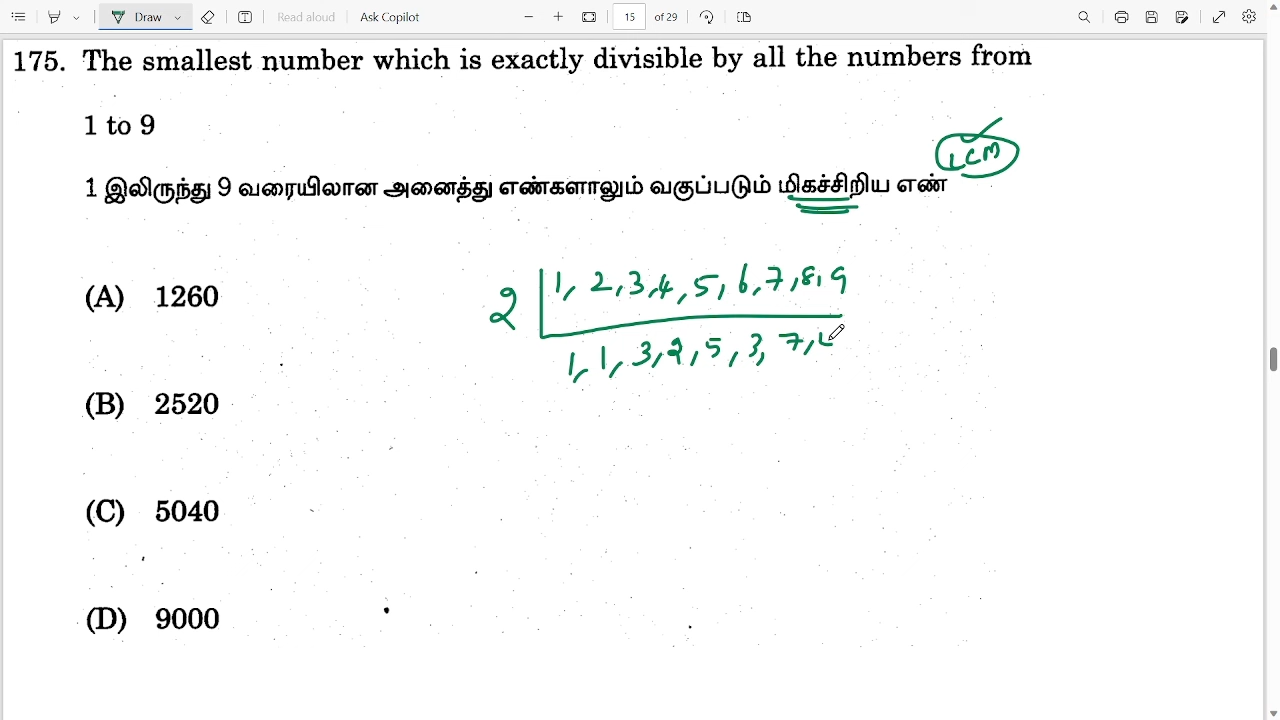 Draw
Read aloud
Ask Copilot
15 of 29
175. The smallest number which is exactly divisible by all the numbers from
1 to 9
LCM
1 இலிருந்து 9 வரையிலான அனைத்து எண்களாலும் வகுப்படும் மிகச்சிறிய எண்
2 1, 2, 3, 4, 5, 6, 7, 8, 9
1, 1, 3, 2, 5, 3, 7, 4
(A) 1260
(B) 2520
(C) 5040
(D) 9000